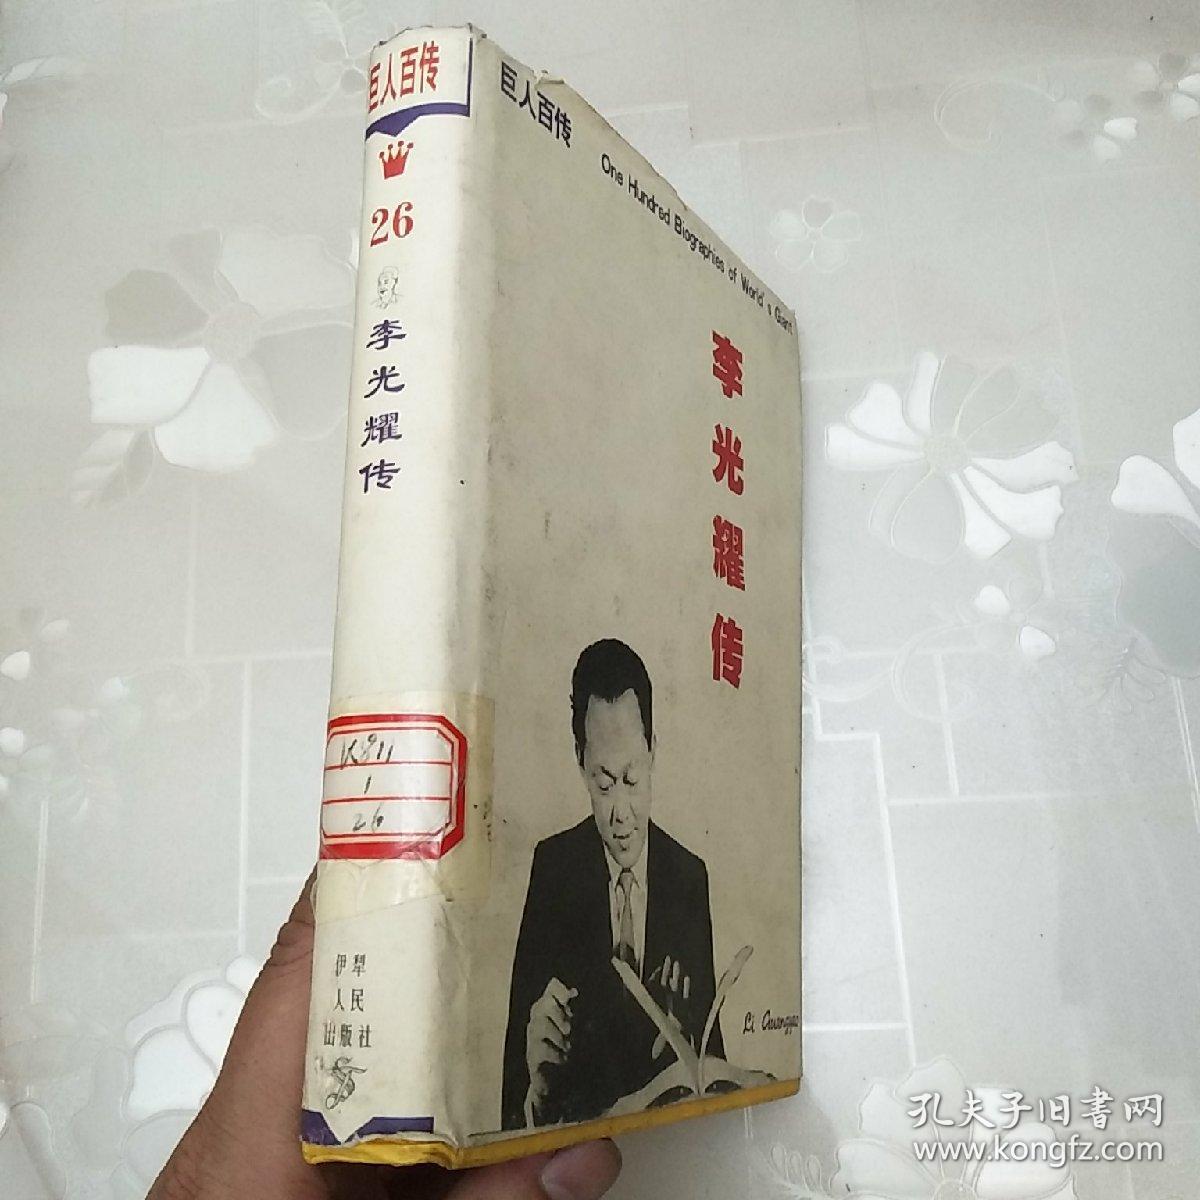 巨人百传
26
李光耀传
K811
1
26
伊犁
人民
出版社
巨人百传
One Hundred Biographies of World's Giant
李光耀传
Li Guangyao
孔夫子旧書网
www.kongfz.com